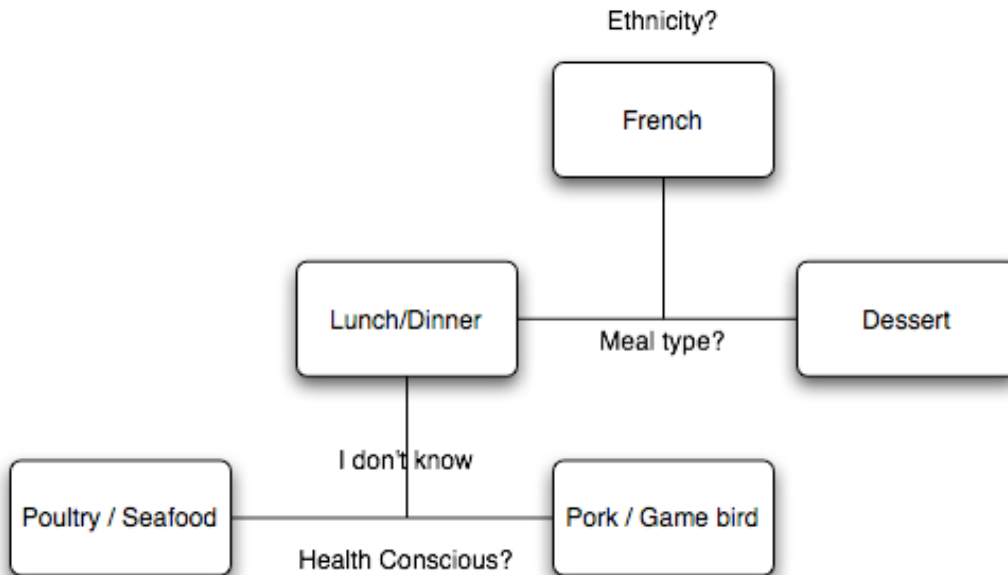 Ethnicity?
French
Lunch/Dinner
Meal type?
Dessert
I don't know
Poultry / Seafood
Pork / Game bird
Health Conscious?